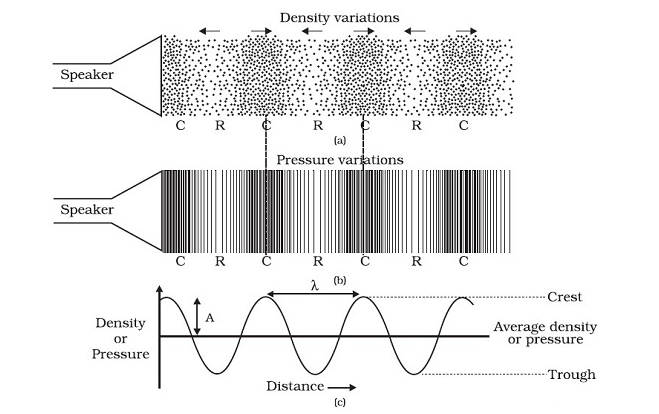 Density variations
Speaker
C R C R C R C
(a)
Pressure variations
Speaker
C R C R C R C
(b)
λ
Crest
A
Density
or
Pressure
Average density
or pressure
Trough
Distance
(c)